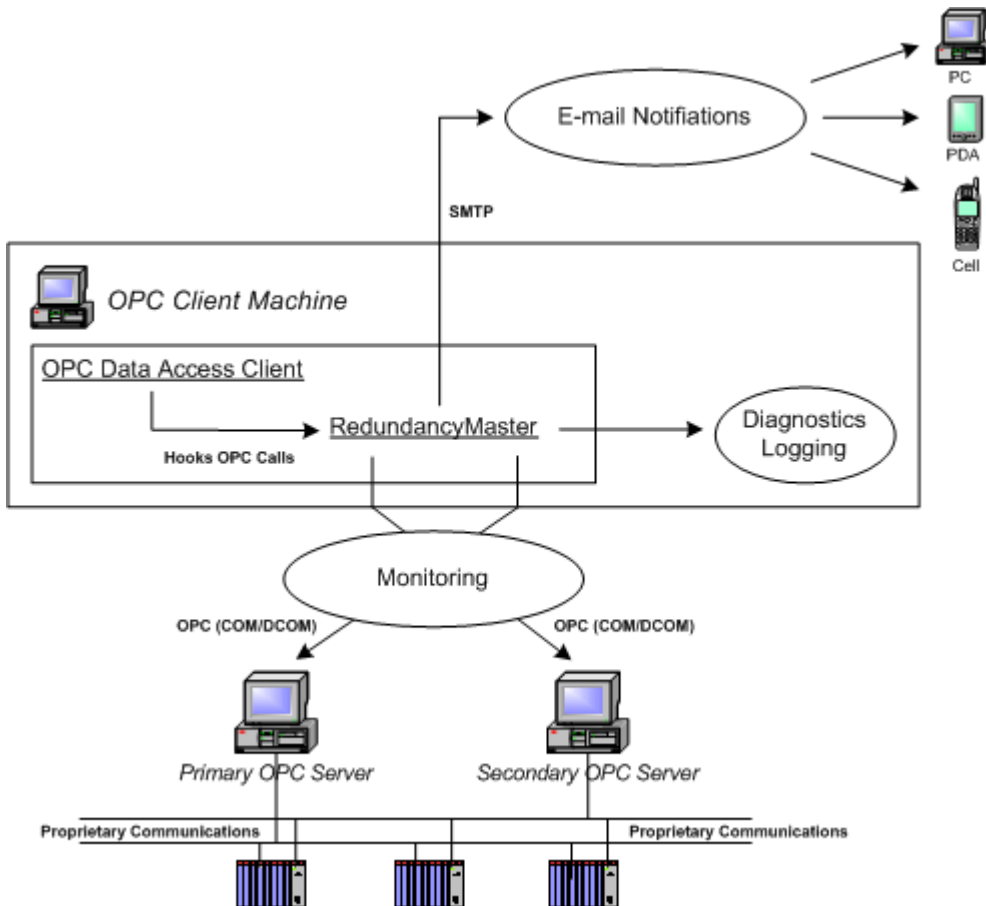 PC
E-mail Notifiations
PDA
SMTP
Cell
OPC Client Machine
OPC Data Access Client
RedundancyMaster
Hooks OPC Calls
Diagnostics
Logging
Monitoring
OPC (COM/DCOM)
OPC (COM/DCOM)
Primary OPC Server
Secondary OPC Server
Proprietary Communications
Proprietary Communications